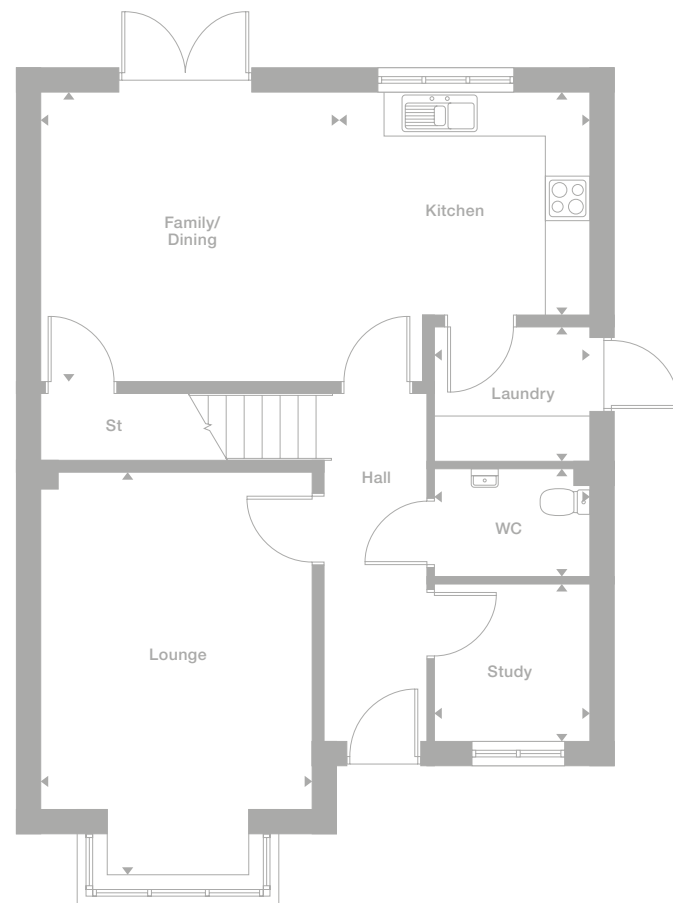 Family/
Dining
Kitchen
Laundry
St
Hall
WC
Lounge
Study